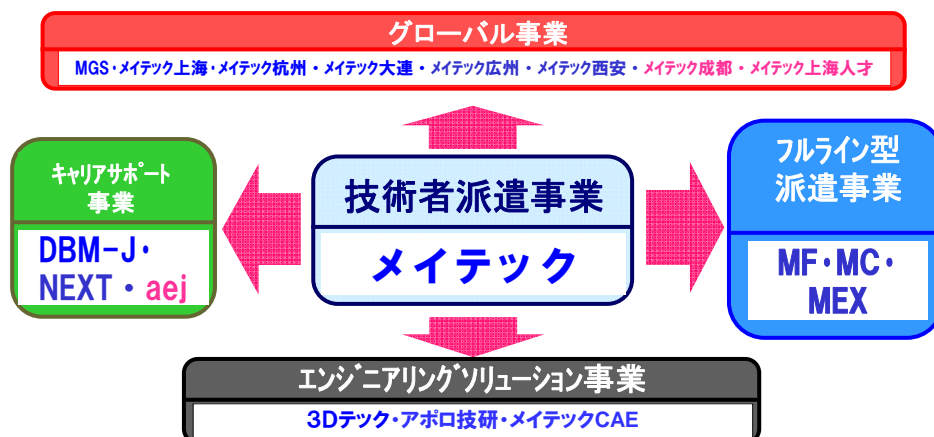 グローバル事業
MGS・メイテック上海・メイテック杭州・メイテック大連・メイテック広州・メイテック西安・メイテック成都・メイテック上海人才
キャリアサポート
事業
DBM-J・
NEXT・aej
技術者派遣事業
メイテック
フルライン型
派遣事業
MF・MC・
MEX
エンジニアリングソリューション事業
3Dテック・アポロ技研・メイテックCAE